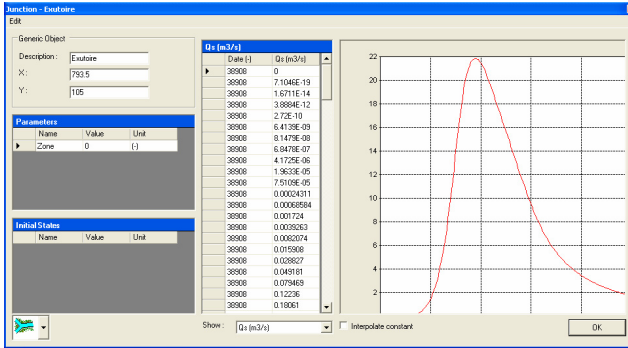 Junction - Exutoire
Edit
Generic Object
Description : Exutoire
X : 793.5
Y : 105
Parameters
Name Value Unit
Zone 0 (-)
Initial States
Name Value Unit
Qs (m3/s)
Date (-) Qs (m3/s)
38908 0
38908 7.1046E-19
38908 1.6711E-14
38908 3.8884E-12
38908 2.72E-10
38908 6.4139E-09
38908 8.1479E-08
38908 6.8478E-07
38908 4.1725E-06
38908 1.9633E-05
38908 7.5109E-05
38908 0.00024311
38908 0.00068584
38908 0.001724
38908 0.0039263
38908 0.0082074
38908 0.015908
38908 0.028827
38908 0.049181
38908 0.079469
38908 0.12236
38908 0.18061
Show : Qs (m3/s)
22
20
18
16
14
12
10
8
6
4
2
Interpolate constant
OK